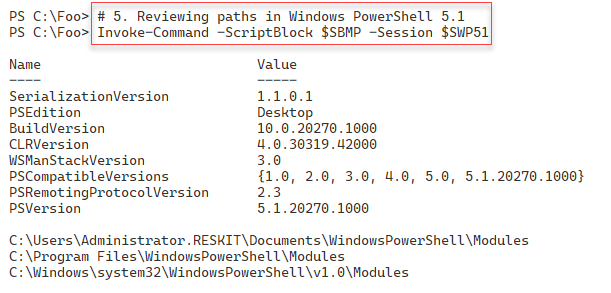 PS C:\Foo> # 5. Reviewing paths in Windows PowerShell 5.1
PS C:\Foo> Invoke-Command -ScriptBlock $SBMP -Session $SWP51
Name Value
---- -----
SerializationVersion 1.1.0.1
PSEdition Desktop
BuildVersion 10.0.20270.1000
CLRVersion 4.0.30319.42000
WSManStackVersion 3.0
PSCompatibleVersions {1.0, 2.0, 3.0, 4.0, 5.0, 5.1.20270.1000}
PSRemotingProtocolVersion 2.3
PSVersion 5.1.20270.1000
C:\Users\Administrator.RESKIT\Documents\WindowsPowerShell\Modules
C:\Program Files\WindowsPowerShell\Modules
C:\Windows\system32\WindowsPowerShell\v1.0\Modules